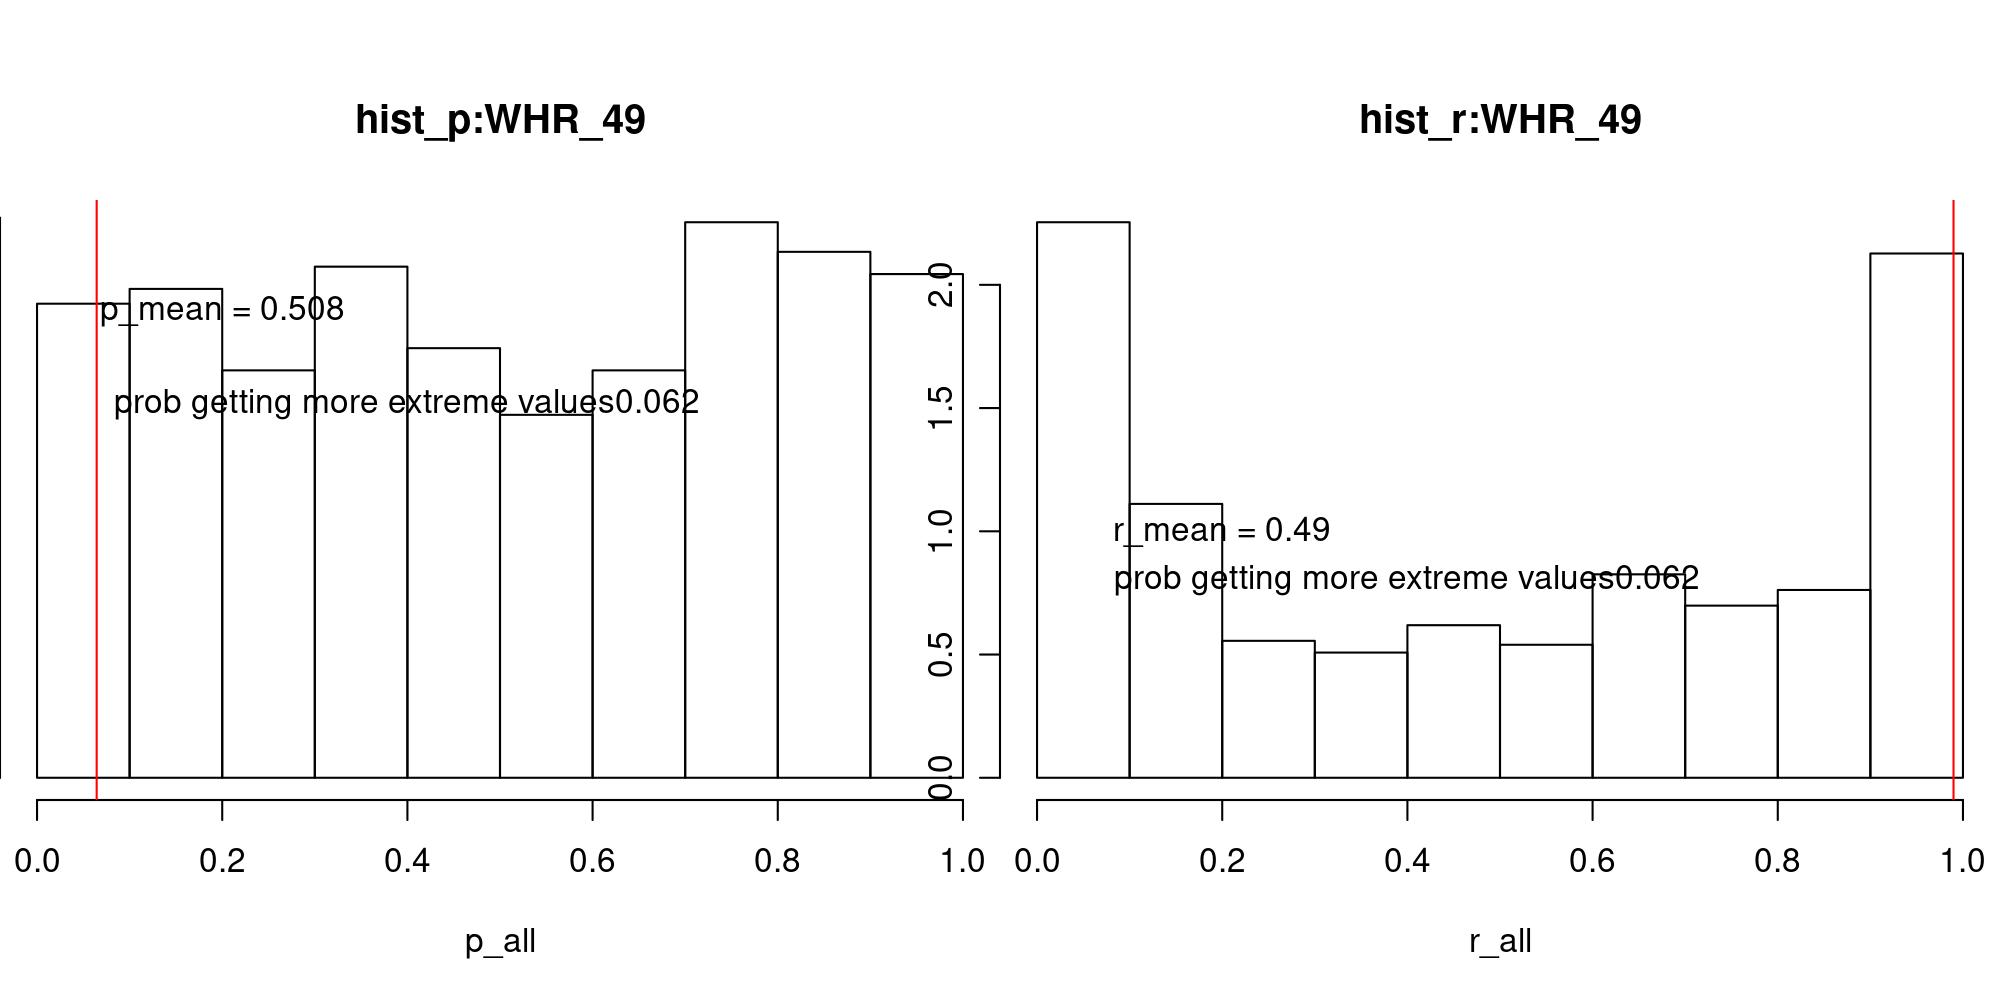 hist_p:WHR_49
p_mean = 0.508
prob getting more extreme values0.062
0.0 0.2 0.4 0.6 0.8 1.0
p_all
hist_r:WHR_49
2.0
1.5
1.0
0.5
0.0
r_mean = 0.49
prob getting more extreme values0.062
0.0 0.2 0.4 0.6 0.8 1.0
r_all